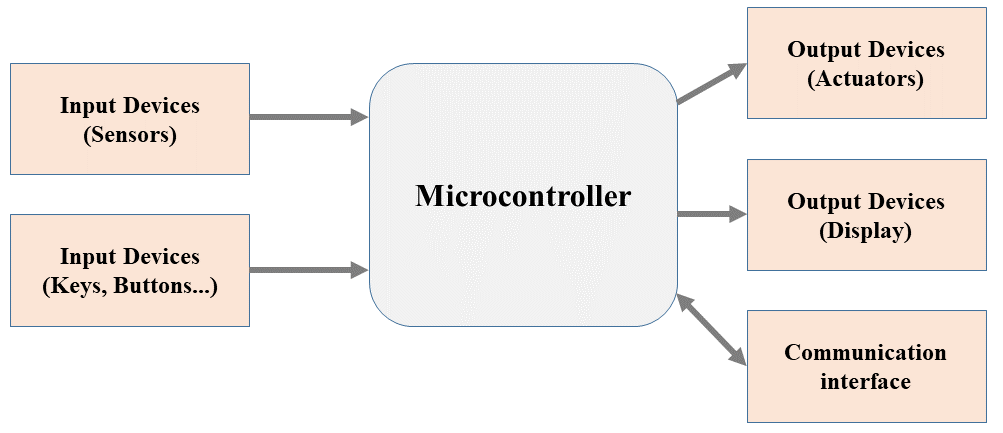 Input Devices
(Sensors)
Input Devices
(Keys, Buttons...)
Microcontroller
Output Devices
(Actuators)
Output Devices
(Display)
Communication
interface